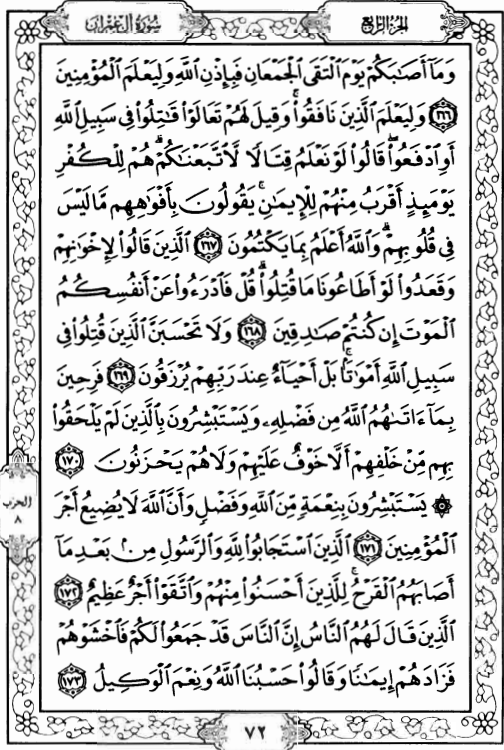 الجزء الرابع
سورة آل عمران
وَمَآ أَصَٰبَكُمۡ يَوۡمَ ٱلۡتَقَى ٱلۡجَمۡعَانِ فَبِإِذۡنِ ٱللَّهِ وَلِيَعۡلَمَ ٱلۡمُؤۡمِنِينَ
١٦٦ وَلِيَعۡلَمَ ٱلَّذِينَ نَافَقُواْۚ وَقِيلَ لَهُمۡ تَعَالَوۡاْ قَٰتِلُواْ فِي سَبِيلِ ٱللَّهِ
أَوِ ٱدۡفَعُواْۖ قَالُواْ لَوۡ نَعۡلَمُ قِتَالٗا لَّٱتَّبَعۡنَٰكُمۡۗ هُمۡ لِلۡكُفۡرِ
يَوۡمَئِذٍ أَقۡرَبُ مِنۡهُمۡ لِلۡإِيمَٰنِۚ يَقُولُونَ بِأَفۡوَٰهِهِم مَّا لَيۡسَ
فِي قُلُوبِهِمۡۗ وَٱللَّهُ أَعۡلَمُ بِمَا يَكۡتُمُونَ ١٦٧ ٱلَّذِينَ قَالُواْ لِإِخۡوَٰنِهِمۡ
وَقَعَدُواْ لَوۡ أَطَاعُونَا مَا قُتِلُواْۗ قُلۡ فَٱدۡرَءُواْ عَنۡ أَنفُسِكُمُ
ٱلۡمَوۡتَ إِن كُنتُمۡ صَٰدِقِينَ ١٦٨ وَلَا تَحۡسَبَنَّ ٱلَّذِينَ قُتِلُواْ فِي
سَبِيلِ ٱللَّهِ أَمۡوَٰتَۢاۚ بَلۡ أَحۡيَآءٌ عِندَ رَبِّهِمۡ يُرۡزَقُونَ ١٦٩ فَرِحِينَ
بِمَآ ءَاتَىٰهُمُ ٱللَّهُ مِن فَضۡلِهِۦ وَيَسۡتَبۡشِرُونَ بِٱلَّذِينَ لَمۡ يَلۡحَقُواْ
بِهِم مِّنۡ خَلۡفِهِمۡ أَلَّا خَوۡفٌ عَلَيۡهِمۡ وَلَا هُمۡ يَحۡزَنُونَ ١٧٠
۞ يَسۡتَبۡشِرُونَ بِنِعۡمَةٖ مِّنَ ٱللَّهِ وَفَضۡلٖ وَأَنَّ ٱللَّهَ لَا يُضِيعُ أَجۡرَ
ٱلۡمُؤۡمِنِينَ ١٧١ ٱلَّذِينَ ٱسۡتَجَابُواْ لِلَّهِ وَٱلرَّسُولِ مِنۢ بَعۡدِ مَآ
أَصَابَهُمُ ٱلۡقَرۡحُۚ لِلَّذِينَ أَحۡسَنُواْ مِنۡهُمۡ وَٱتَّقَوۡاْ أَجۡرٌ عَظِيمٌ ١٧٢
ٱلَّذِينَ قَالَ لَهُمُ ٱلنَّاسُ إِنَّ ٱلنَّاسَ قَدۡ جَمَعُواْ لَكُمۡ فَٱخۡشَوۡهُمۡ
فَزَادَهُمۡ إِيمَٰنٗا وَقَالُواْ حَسۡبُنَا ٱللَّهُ وَنِعۡمَ ٱلۡوَكِيلُ ١٧٣
الحزب
٨
٧٢